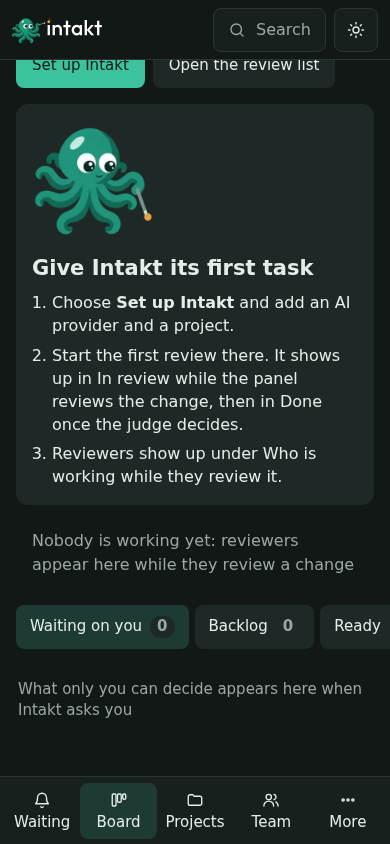 intakt
Search
Set up Intakt
Open the review list
Give Intakt its first task
1. Choose Set up Intakt and add an AI
provider and a project.
2. Start the first review there. It shows
up in In review while the panel
reviews the change, then in Done
once the judge decides.
3. Reviewers show up under Who is
working while they review it.
Nobody is working yet: reviewers
appear here while they review a change
Waiting on you 0
Backlog 0
Ready
What only you can decide appears here when
Intakt asks you
Waiting
Board
Projects
Team
More